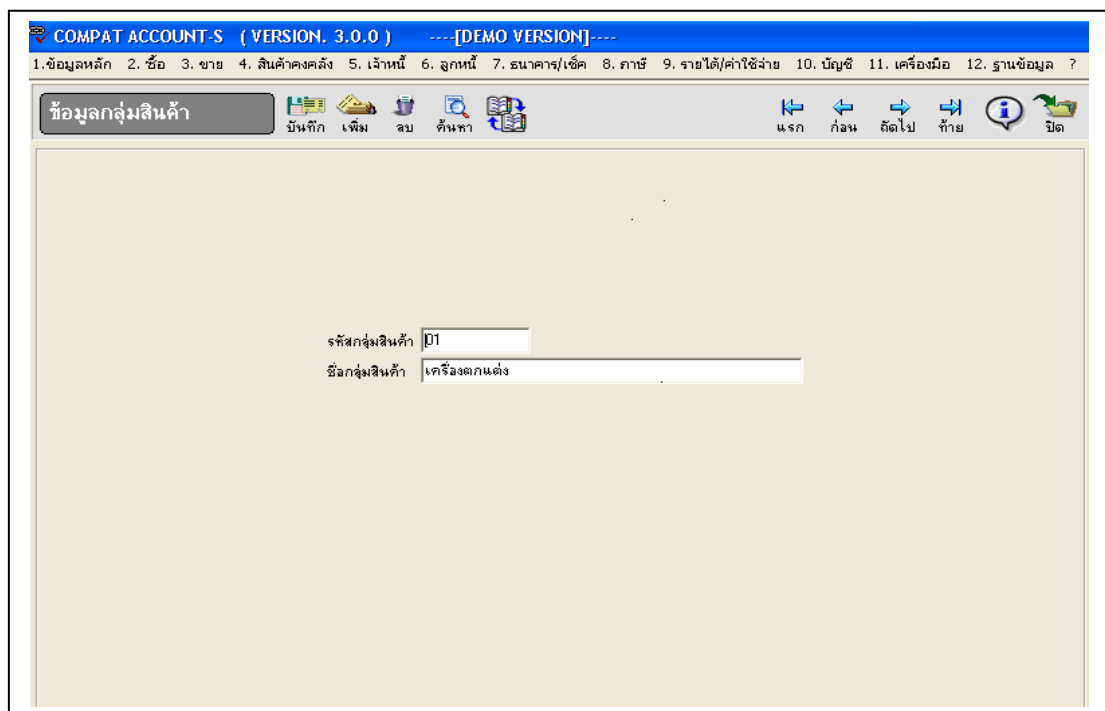 COMPAT ACCOUNT-S ( VERSION. 3.0.0 ) ----[DEMO VERSION]----
1.ข้อมูลหลัก 2. ซื้อ 3. ขาย 4. สินค้าคงคลัง 5. เจ้าหนี้ 6. ลูกหนี้ 7. ธนาคาร/เช็ค 8. ภาษี 9. รายได้/ค่าใช้จ่าย 10. บัญชี 11. เครื่องมือ 12. ฐานข้อมูล ?
ข้อมูลกลุ่มสินค้า บันทึก เพิ่ม ลบ ค้นหา แรก ก่อน ถัดไป ท้าย ปิด
รหัสกลุ่มสินค้า 01
ชื่อกลุ่มสินค้า เครื่องตกแต่ง